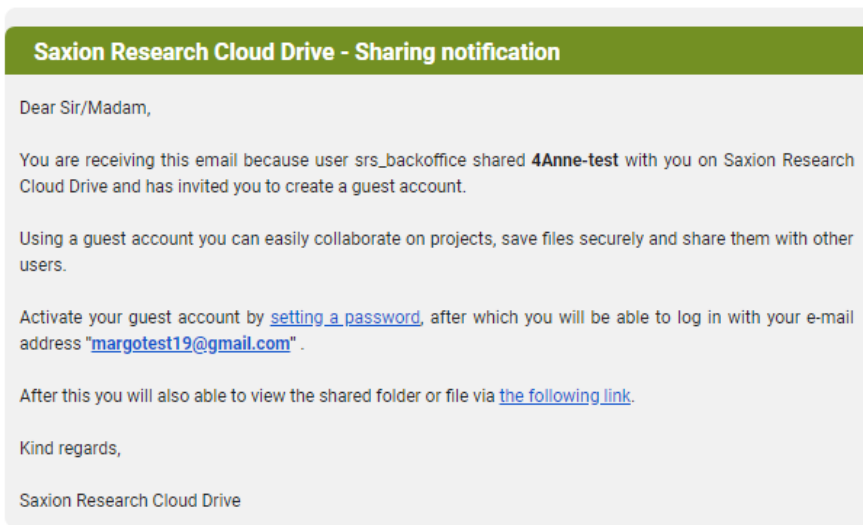 Saxion Research Cloud Drive - Sharing notification
Dear Sir/Madam,
You are receiving this email because user srs_backoffice shared 4Anne-test with you on Saxion Research
Cloud Drive and has invited you to create a guest account.
Using a guest account you can easily collaborate on projects, save files securely and share them with other
users.
Activate your guest account by setting a password, after which you will be able to log in with your e-mail
address "margotest19@gmail.com" .
After this you will also able to view the shared folder or file via the following link.
Kind regards,
Saxion Research Cloud Drive